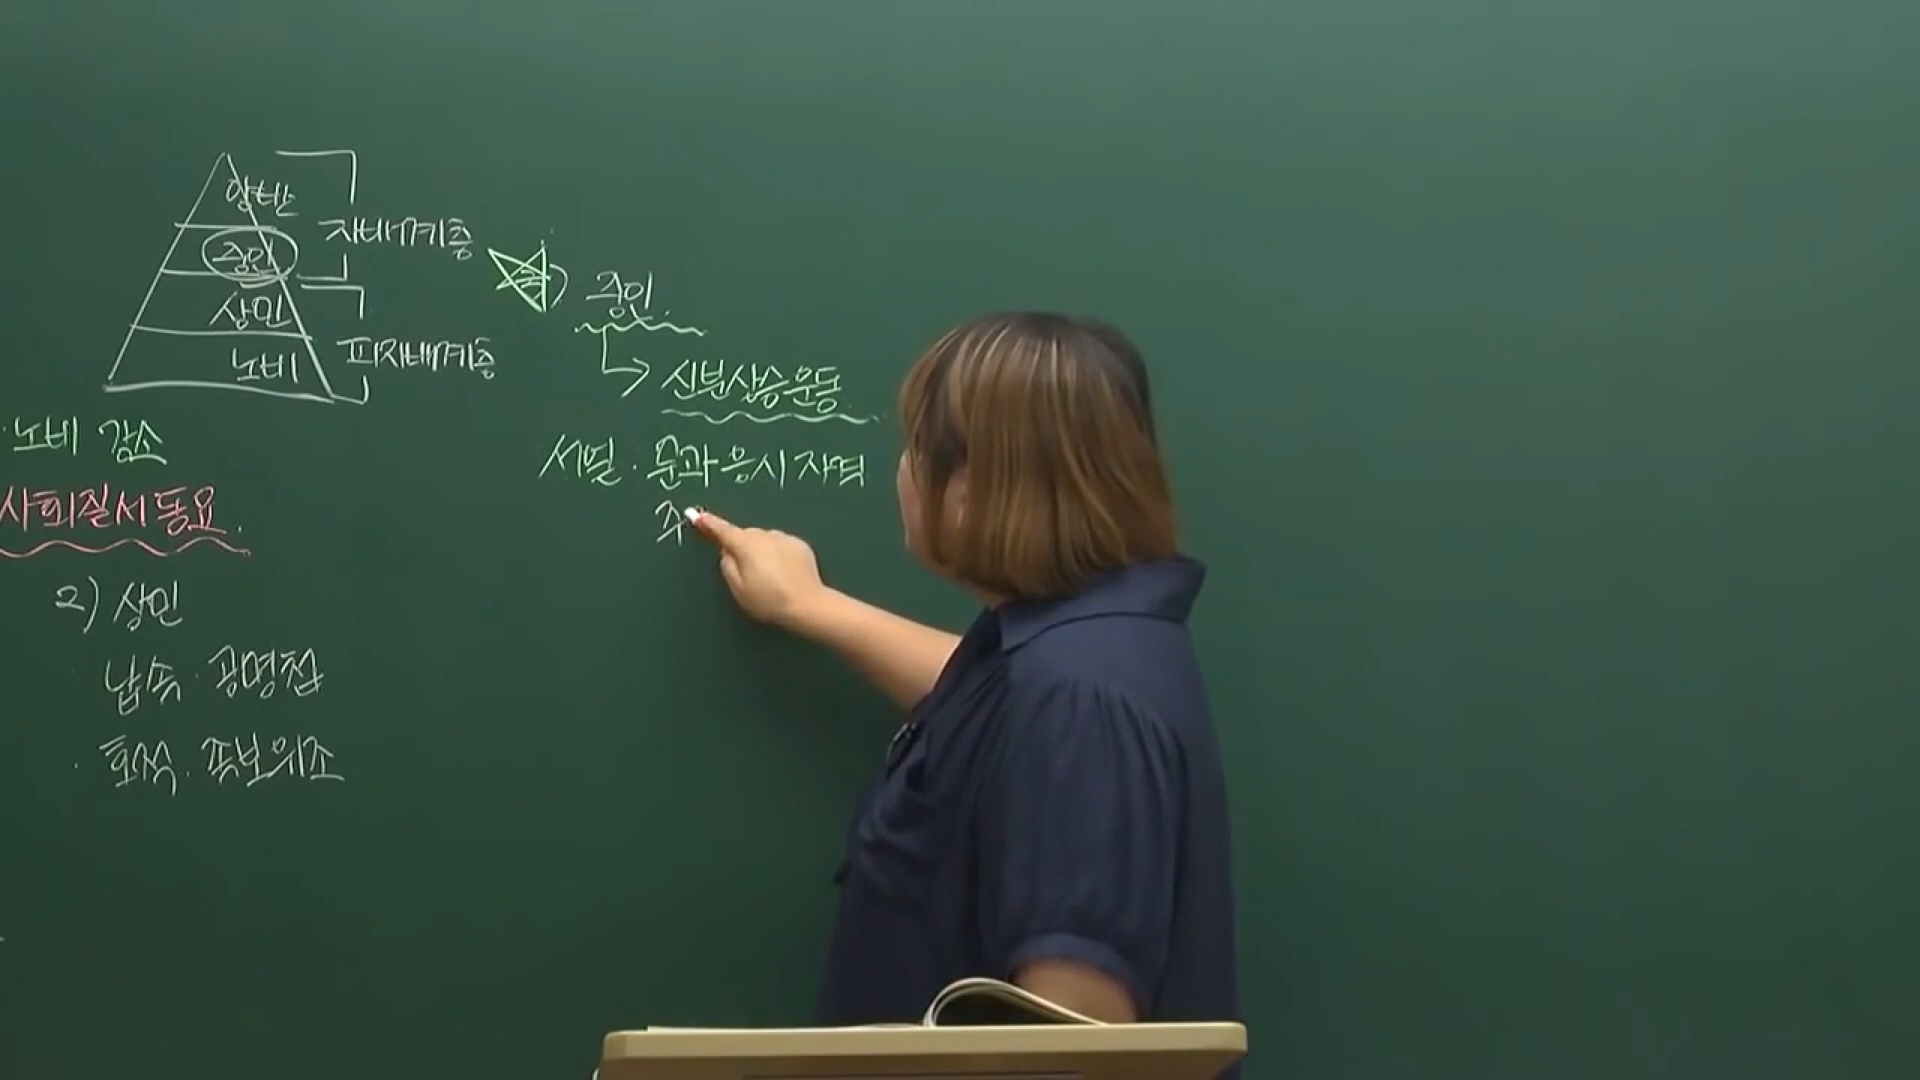 양반
중인
상민
노비
지배계층
피지배계층
노비 감소
사회질서 동요.
2) 상민
납속· 공명첩
· 호적. 족보위조
중인.
신분상승운동.
서얼· 문과응시자격
주